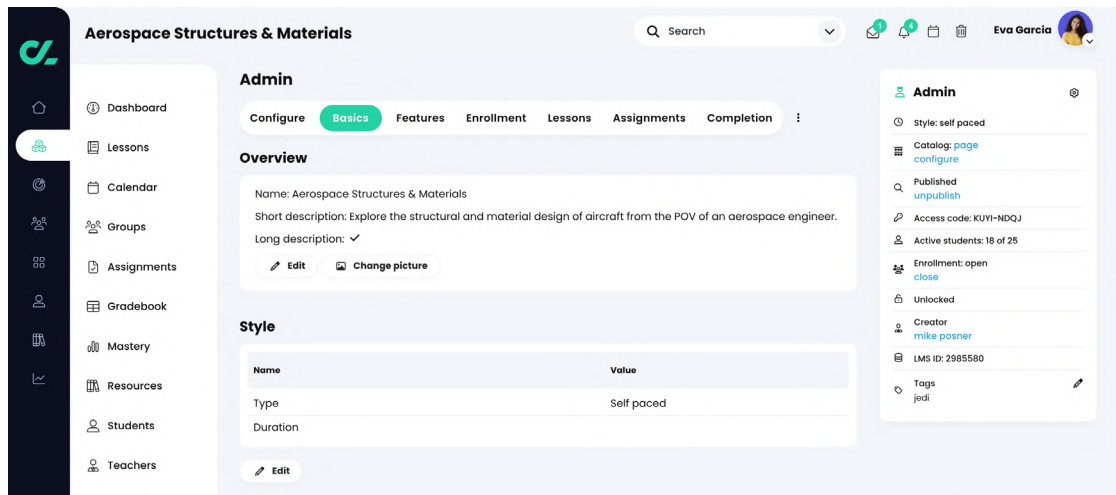 Aerospace Structures & Materials
Search
1
4
Eva Garcia
Dashboard
Lessons
Calendar
Groups
Assignments
Gradebook
Mastery
Resources
Students
Teachers
Admin
Configure Basics Features Enrollment Lessons Assignments Completion
Overview
Name: Aerospace Structures & Materials
Short description: Explore the structural and material design of aircraft from the POV of an aerospace engineer.
Long description:
Edit Change picture
Style
Name Value
Type Self paced
Duration
Edit
Admin
Style: self paced
Catalog: page
configure
Published
unpublish
Access code: KUYI-NDQJ
Active students: 18 of 25
Enrollment: open
close
Unlocked
Creator
mike posner
LMS ID: 2985580
Tags
jedi